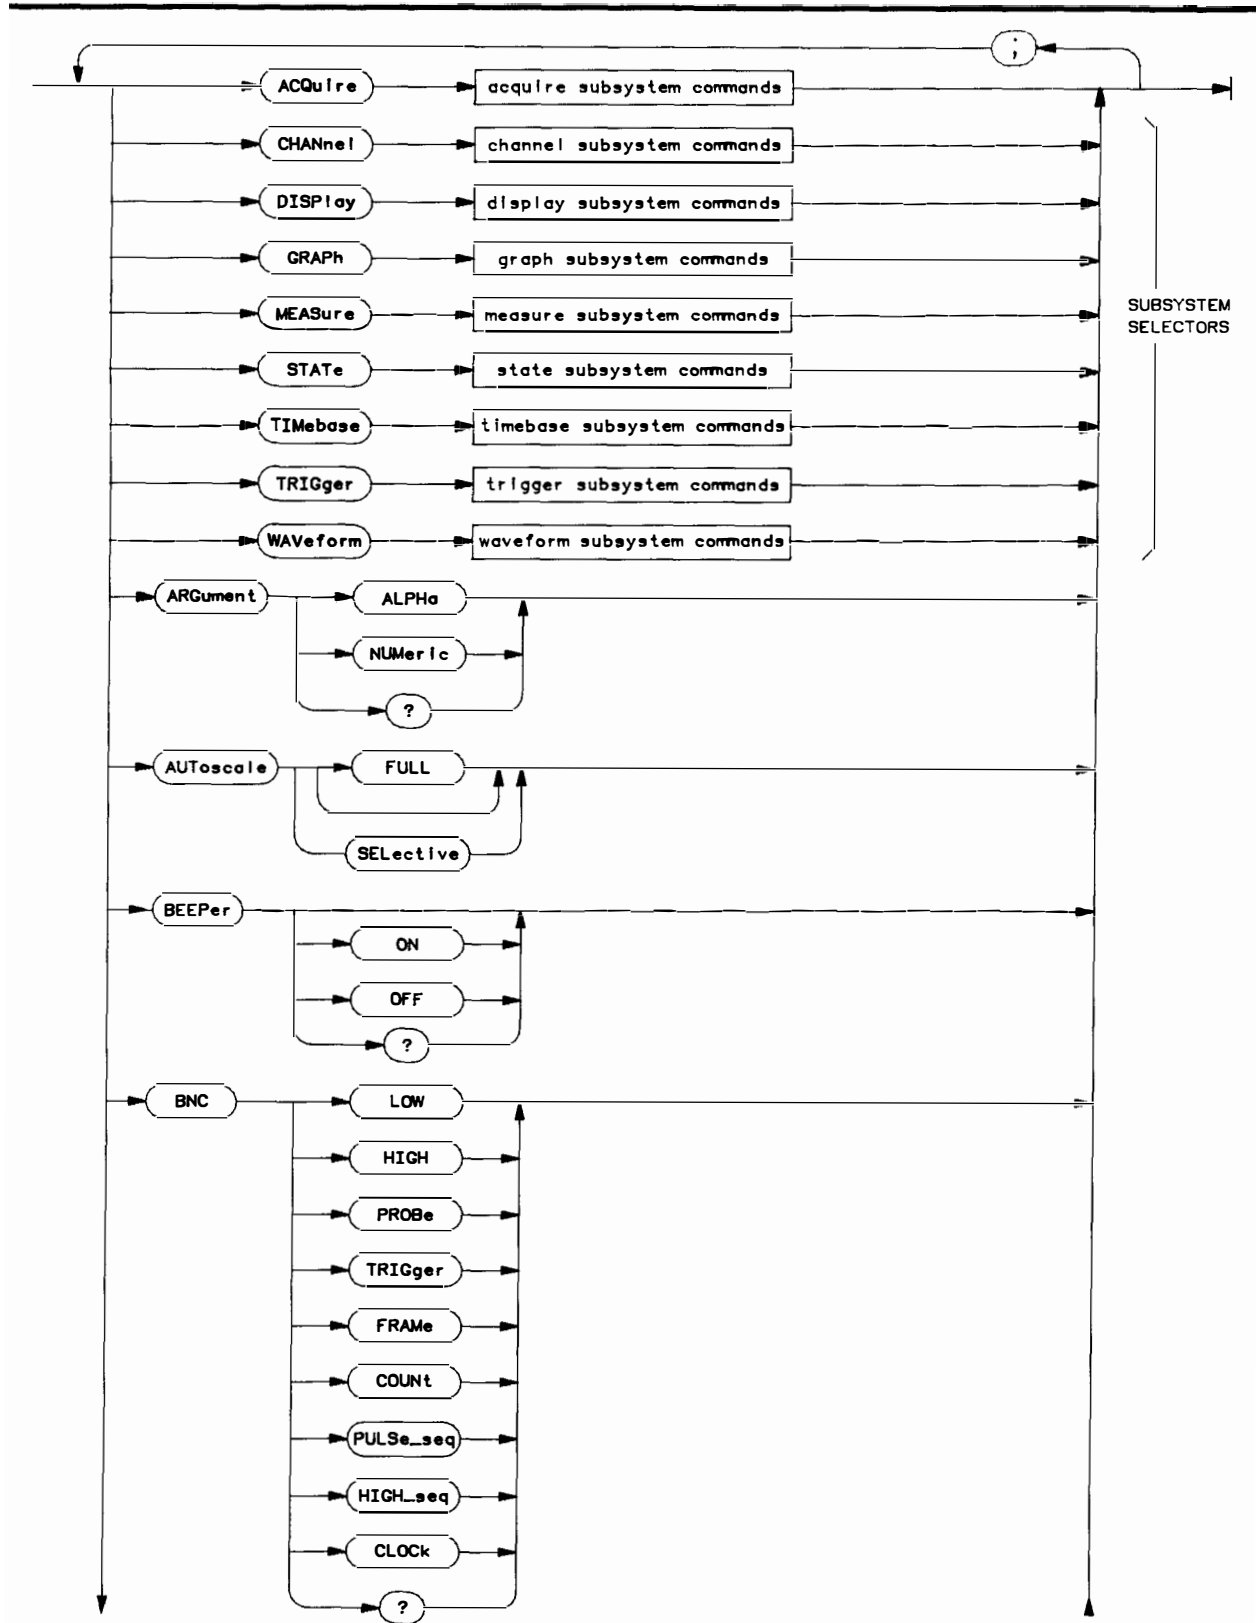 ;
ACQuire acquire subsystem commands
CHANnel channel subsystem commands
DISPlay display subsystem commands
GRAPh graph subsystem commands
MEASure measure subsystem commands
SUBSYSTEM
SELECTORS
STATe state subsystem commands
TIMebase timebase subsystem commands
TRIGger trigger subsystem commands
WAVeform waveform subsystem commands
ARGument ALPHa
NUMeric
?
AUToscale FULL
SELective
BEEPer
ON
OFF
?
BNC LOW
HIGH
PROBe
TRIGger
FRAMe
COUNt
PULSe_seq
HIGH_seq
CLOCk
?